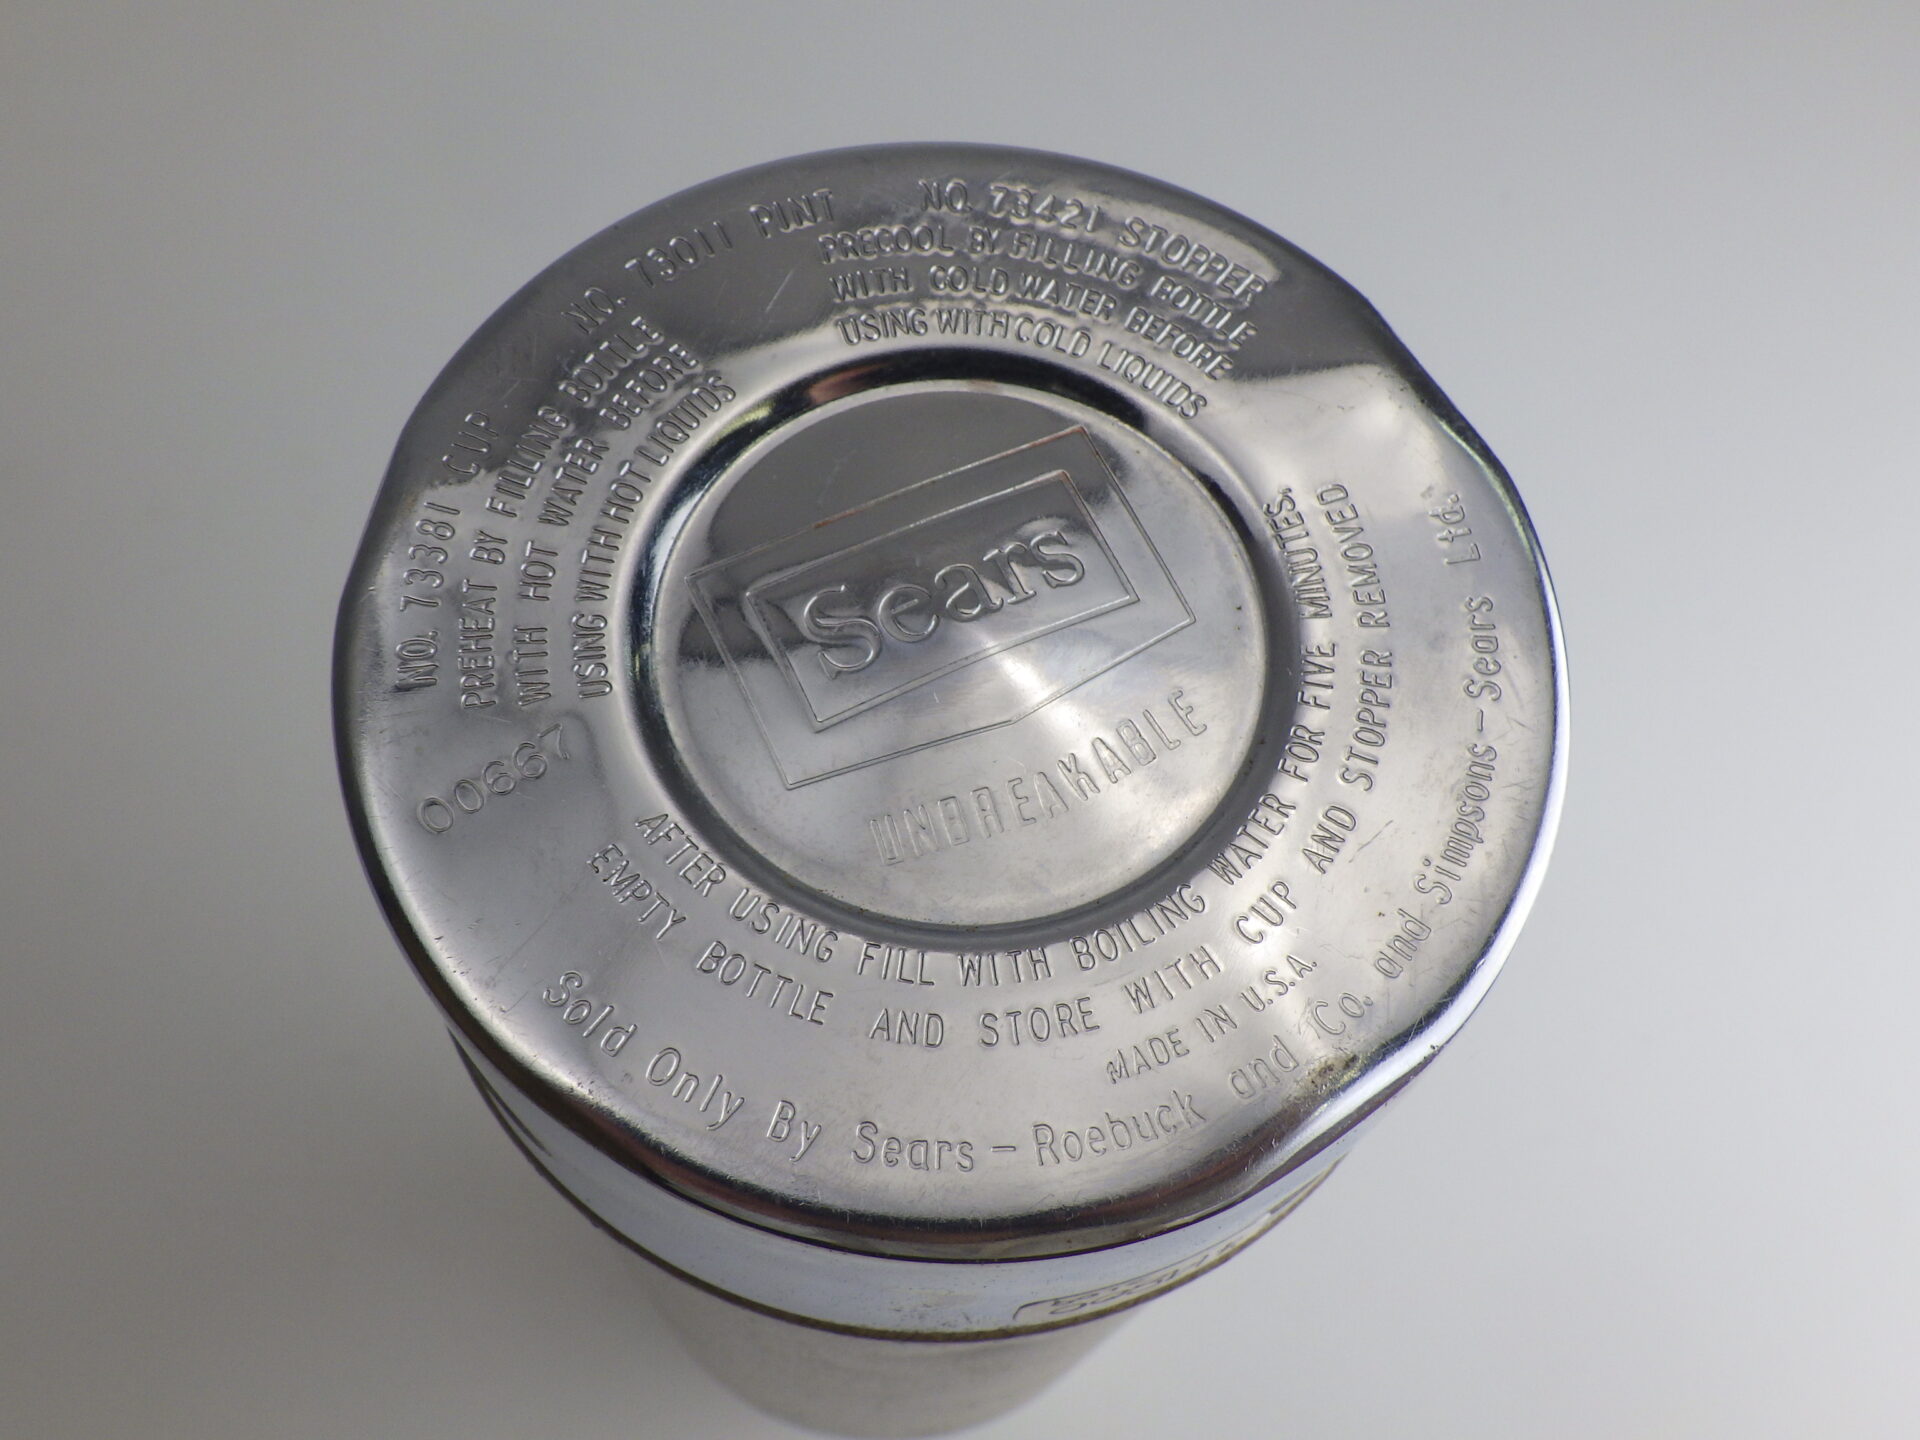 NO. 73381 CUP NO. 73011 PINT NO. 73421 STOPPER
PREHEAT BY FILLING BOTTLE
WITH HOT WATER BEFORE
USING WITH HOT LIQUIDS
PRECOOL BY FILLING BOTTLE
WITH COLD WATER BEFORE
USING WITH COLD LIQUIDS
Sears
UNBREAKABLE
00667
AFTER USING FILL WITH BOILING WATER FOR FIVE MINUTES.
EMPTY BOTTLE AND STORE WITH CUP AND STOPPER REMOVED
MADE IN U.S.A.
Sold Only By Sears-Roebuck and Co. and Simpsons-Sears Ltd.